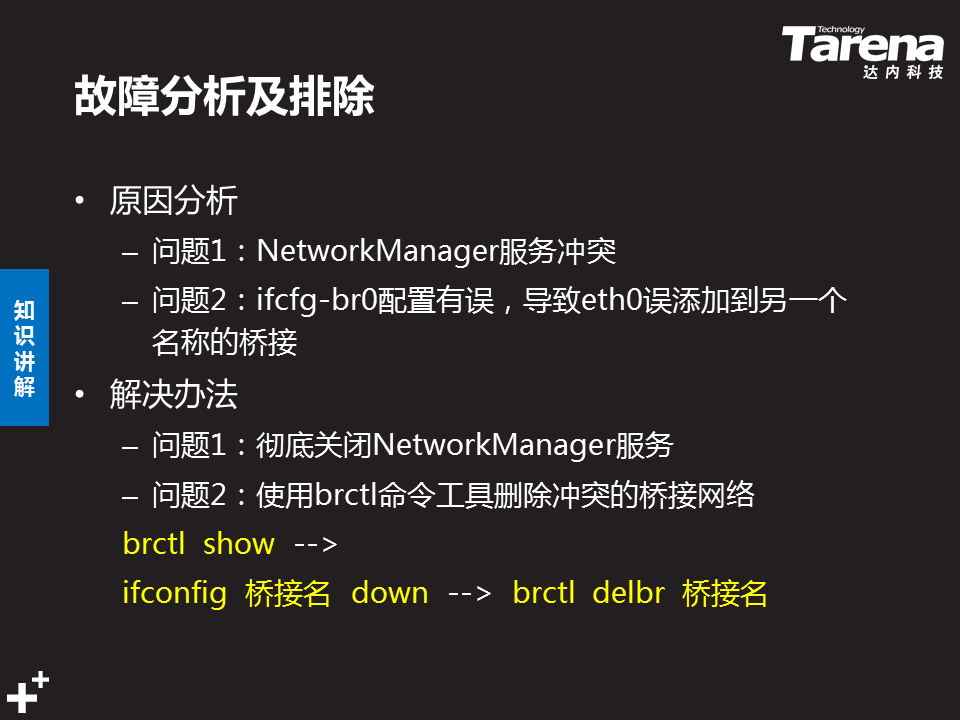 Technology
Tarena
达内科技
故障分析及排除
• 原因分析
– 问题1：NetworkManager服务冲突
– 问题2：ifcfg-br0配置有误，导致eth0误添加到另一个
名称的桥接
知识讲解
• 解决办法
– 问题1：彻底关闭NetworkManager服务
– 问题2：使用brctl命令工具删除冲突的桥接网络
brctl show -->
ifconfig 桥接名 down --> brctl delbr 桥接名